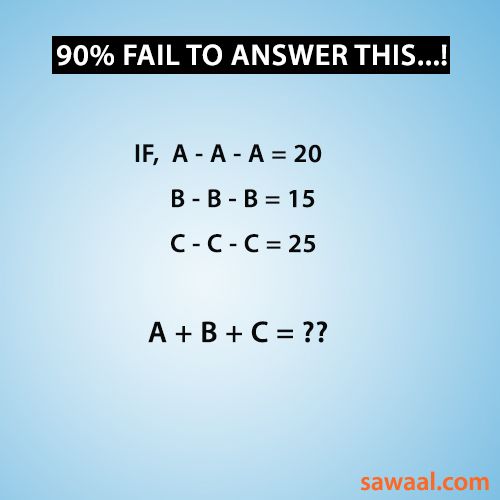 90% FAIL TO ANSWER THIS...!
IF, A - A - A = 20
B - B - B = 15
C - C - C = 25
A + B + C = ??
sawaal.com